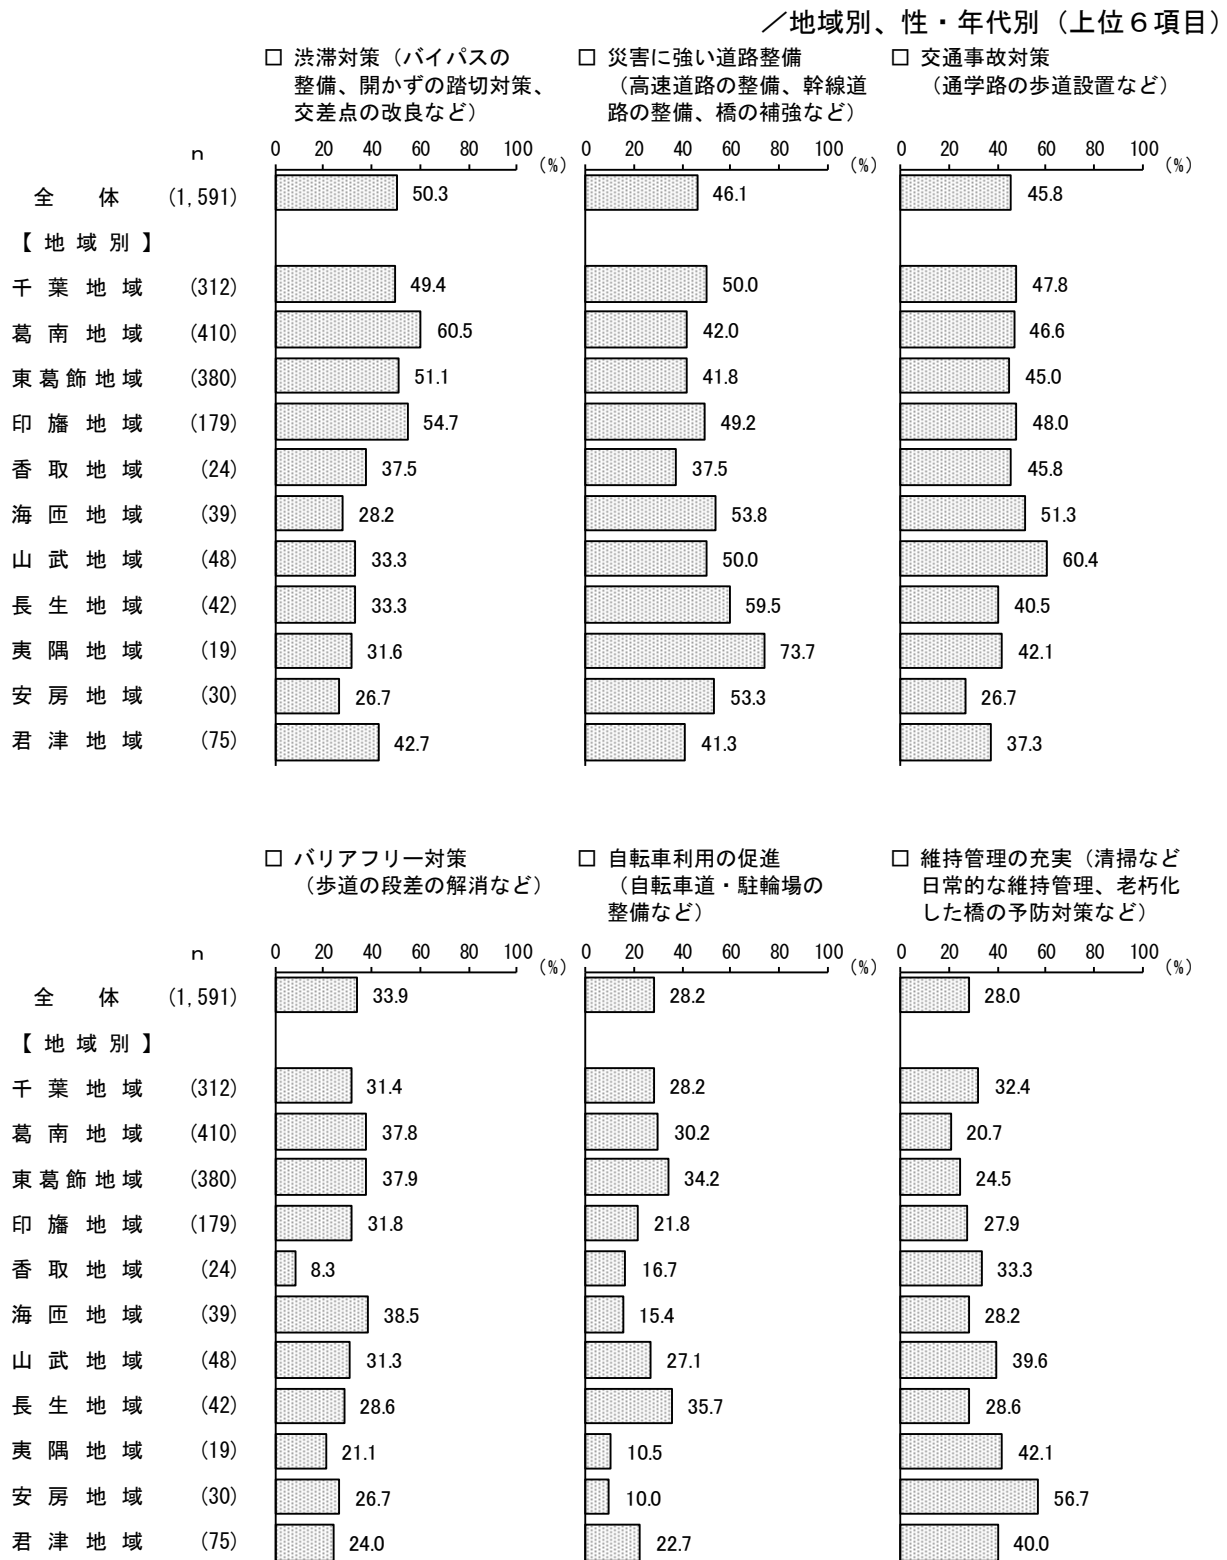 ／地域別、性・年代別（上位６項目）
□ 渋滞対策（バイパスの
整備、開かずの踏切対策、
交差点の改良など）
□ 災害に強い道路整備
（高速道路の整備、幹線道
路の整備、橋の補強など）
□ 交通事故対策
（通学路の歩道設置など）
n 0 20 40 60 80 100 (%) 0 20 40 60 80 100 (%) 0 20 40 60 80 100 (%)
全体 (1,591) 50.3 46.1 45.8
【地域別】
千葉地域 (312) 49.4 50.0 47.8
葛南地域 (410) 60.5 42.0 46.6
東葛飾地域 (380) 51.1 41.8 45.0
印旛地域 (179) 54.7 49.2 48.0
香取地域 (24) 37.5 37.5 45.8
海匝地域 (39) 28.2 53.8 51.3
山武地域 (48) 33.3 50.0 60.4
長生地域 (42) 33.3 59.5 40.5
夷隅地域 (19) 31.6 73.7 42.1
安房地域 (30) 26.7 53.3 26.7
君津地域 (75) 42.7 41.3 37.3
□ バリアフリー対策
（歩道の段差の解消など）
□ 自転車利用の促進
（自転車道・駐輪場の
整備など）
□ 維持管理の充実（清掃など
日常的な維持管理、老朽化
した橋の予防対策など）
n 0 20 40 60 80 100 (%) 0 20 40 60 80 100 (%) 0 20 40 60 80 100 (%)
全体 (1,591) 33.9 28.2 28.0
【地域別】
千葉地域 (312) 31.4 28.2 32.4
葛南地域 (410) 37.8 30.2 20.7
東葛飾地域 (380) 37.9 34.2 24.5
印旛地域 (179) 31.8 21.8 27.9
香取地域 (24) 8.3 16.7 33.3
海匝地域 (39) 38.5 15.4 28.2
山武地域 (48) 31.3 27.1 39.6
長生地域 (42) 28.6 35.7 28.6
夷隅地域 (19) 21.1 10.5 42.1
安房地域 (30) 26.7 10.0 56.7
君津地域 (75) 24.0 22.7 40.0